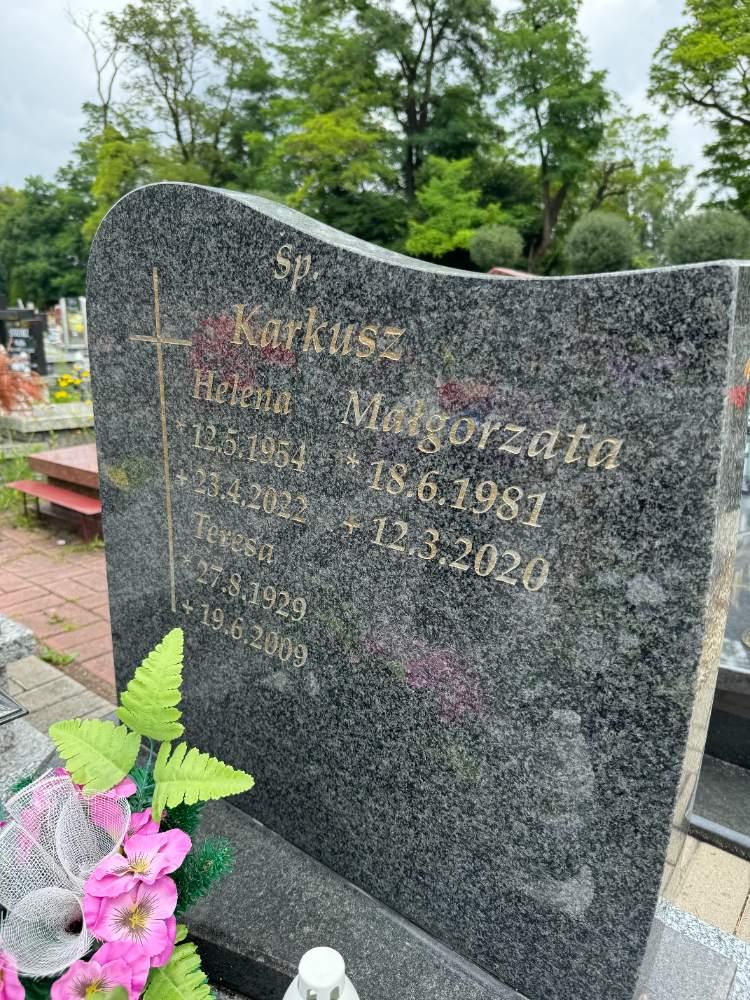 Sp.
Karkusz
Helena
* 12.5.1954
+ 23.4.2022
Teresa
* 27.8.1929
+ 19.6.2009
Małgorzata
* 18.6.1981
+ 12.3.2020